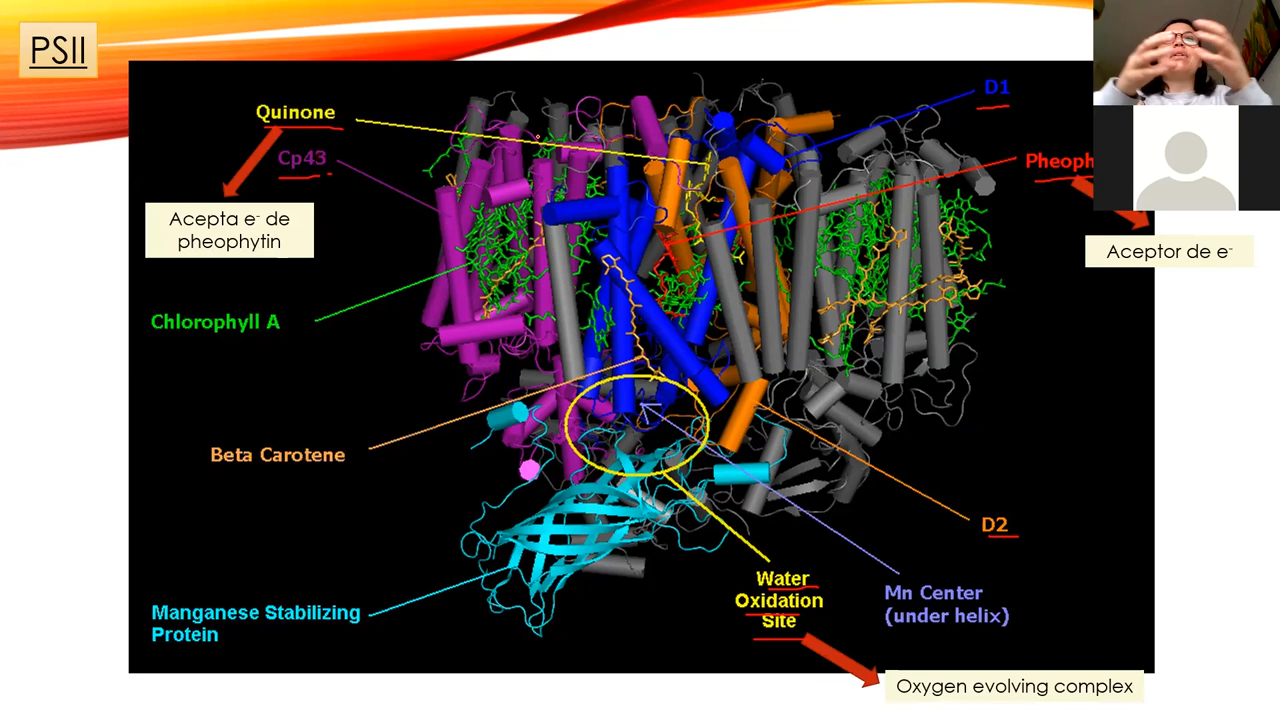 PSII
Quinone
Cp43
Acepta e- de
pheophytin
Chlorophyll A
Beta Carotene
Manganese Stabilizing
Protein
D1
Pheoph
Aceptor de e-
D2
Mn Center
(under helix)
Water
Oxidation
Site
Oxygen evolving complex